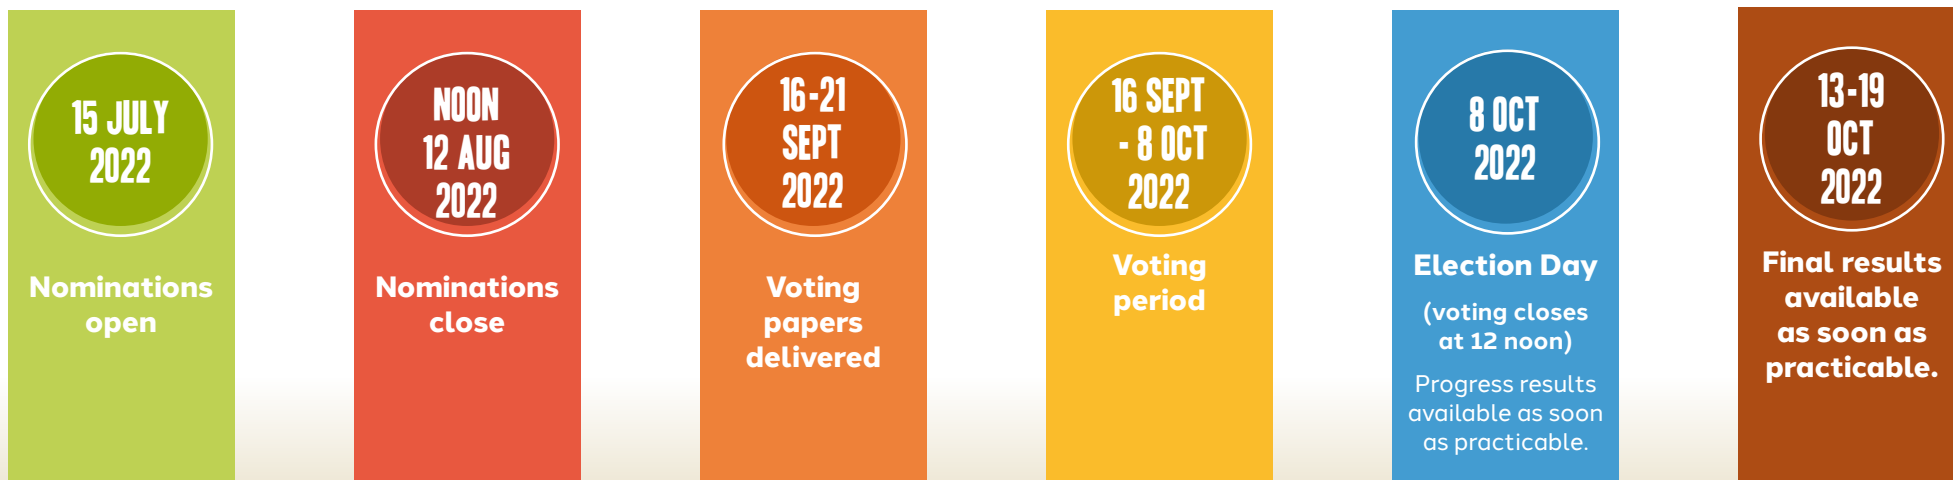 15 JULY
2022
Nominations
open
NOON
12 AUG
2022
Nominations
close
16-21
SEPT
2022
Voting
papers
delivered
16 SEPT
- 8 OCT
2022
Voting
period
8 OCT
2022
Election Day
(voting closes
at 12 noon)
Progress results
available as soon
as practicable.
13-19
OCT
2022
Final results
available
as soon as
practicable.